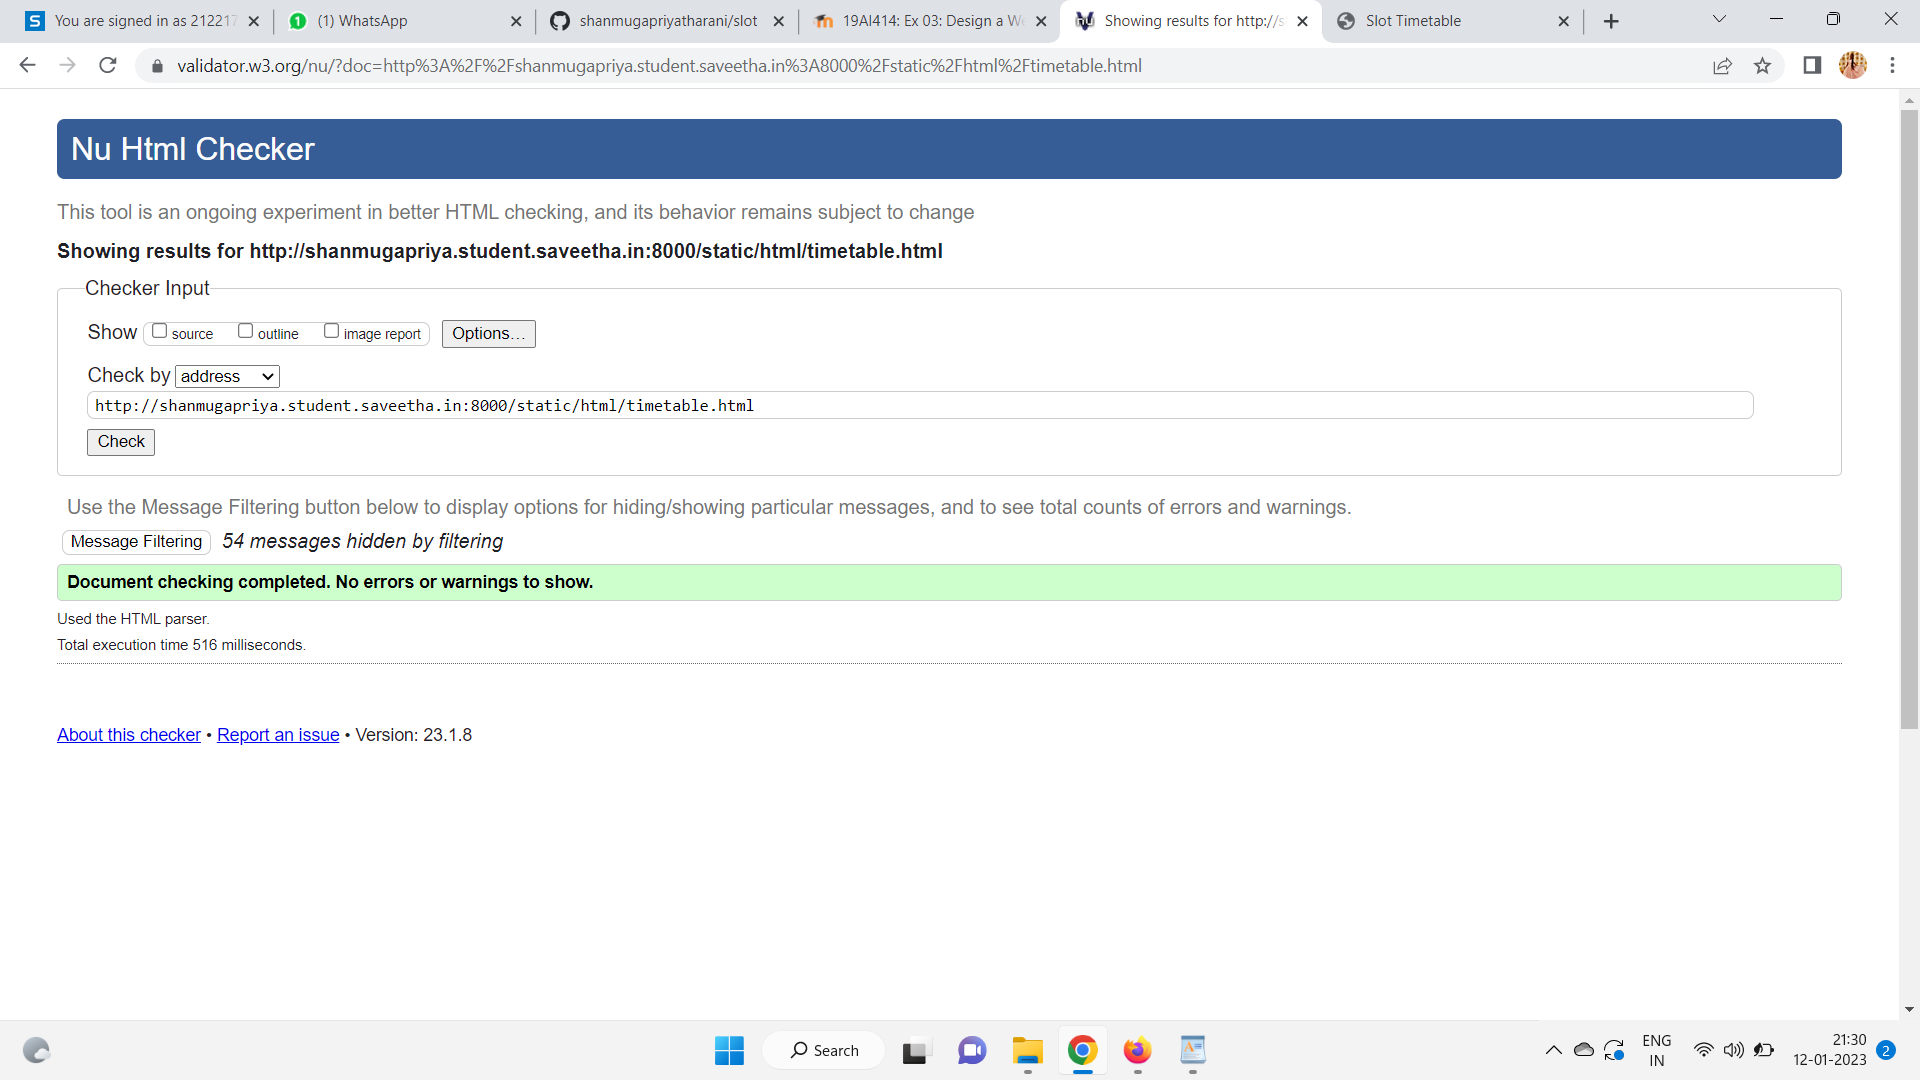 You are signed in as 212217
(1) WhatsApp
shanmugapriyatharani/slot
19AI414: Ex 03: Design a We
Showing results for http://s
Slot Timetable
validator.w3.org/nu/?doc=http%3A%2F%2Fshanmugapriya.student.saveetha.in%3A8000%2Fstatic%2Fhtml%2Ftimetable.html
Nu Html Checker
This tool is an ongoing experiment in better HTML checking, and its behavior remains subject to change
Showing results for http://shanmugapriya.student.saveetha.in:8000/static/html/timetable.html
Checker Input
Show source outline image report Options...
Check by address
http://shanmugapriya.student.saveetha.in:8000/static/html/timetable.html
Check
Use the Message Filtering button below to display options for hiding/showing particular messages, and to see total counts of errors and warnings.
Message Filtering 54 messages hidden by filtering
Document checking completed. No errors or warnings to show.
Used the HTML parser.
Total execution time 516 milliseconds.
About this checker • Report an issue • Version: 23.1.8
Search
ENG
IN
21:30
12-01-2023
2